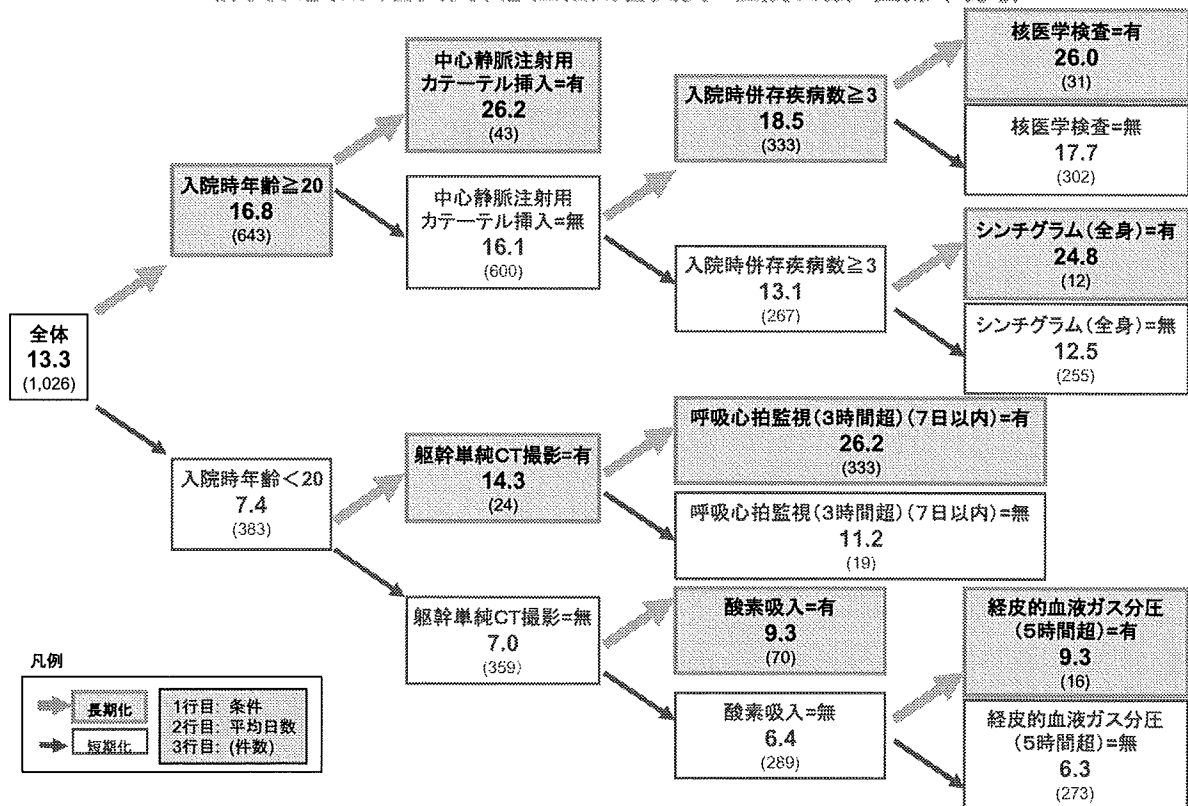 核医学検査=有
26.0
(31)
核医学検査=無
17.7
(302)
中心静脈注射用
カテーテル挿入=有
26.2
(43)
入院時併存疾病数≧3
18.5
(333)
入院時年齢≧20
16.8
(643)
中心静脈注射用
カテーテル挿入=無
16.1
(600)
入院時併存疾病数≧3
13.1
(267)
シンチグラム(全身)=有
24.8
(12)
シンチグラム(全身)=無
12.5
(255)
全体
13.3
(1,026)
入院時年齢<20
7.4
(383)
躯幹単純CT撮影=有
14.3
(24)
呼吸心拍監視(3時間超)(7日以内)=有
26.2
(333)
呼吸心拍監視(3時間超)(7日以内)=無
11.2
(19)
躯幹単純CT撮影=無
7.0
(359)
酸素吸入=有
9.3
(70)
酸素吸入=無
6.4
(289)
経皮的血液ガス分圧
(5時間超)=有
9.3
(16)
経皮的血液ガス分圧
(5時間超)=無
6.3
(273)
凡例
長期化
短期化
1行目: 条件
2行目: 平均日数
3行目: (件数)